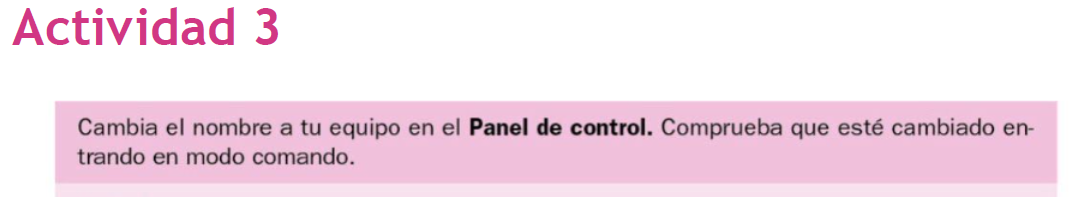 Actividad 3
Cambia el nombre a tu equipo en el Panel de control. Comprueba que esté cambiado en-
trando en modo comando.